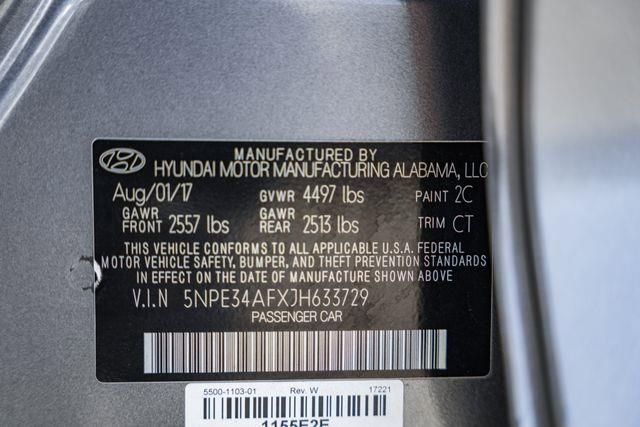 MANUFACTURED BY
HYUNDAI MOTOR MANUFACTURING ALABAMA, LLC
Aug/01/17 GVWR 4497 lbs PAINT 2C
GAWR FRONT 2557 lbs GAWR REAR 2513 lbs TRIM CT
THIS VEHICLE CONFORMS TO ALL APPLICABLE U.S.A. FEDERAL
MOTOR VEHICLE SAFETY, BUMPER, AND THEFT PREVENTION STANDARDS
IN EFFECT ON THE DATE OF MANUFACTURE SHOWN ABOVE
V.I.N 5NPE34AFXJH633729
PASSENGER CAR
5500-1103-01 Rev. W 17221
1155E2E